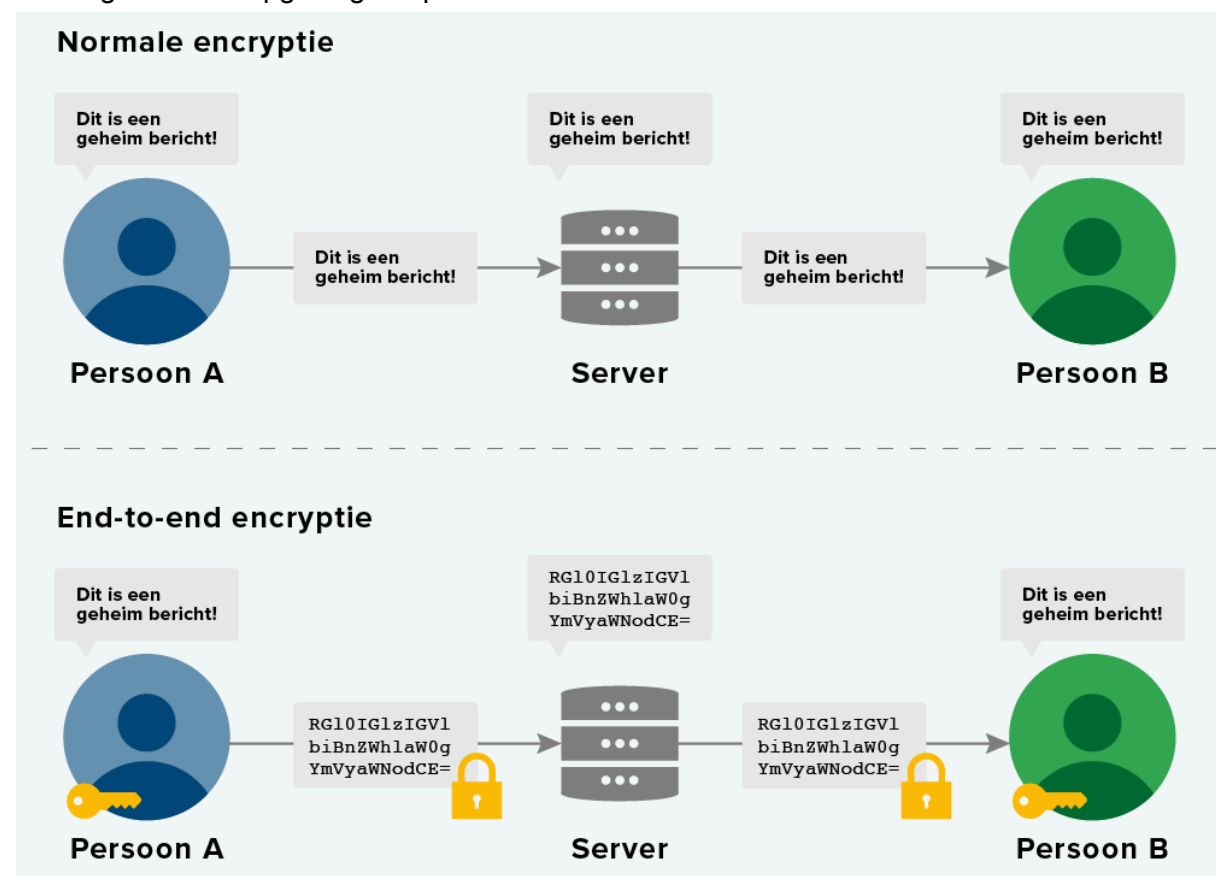 Normale encryptie
Dit is een
geheim bericht!
Dit is een
geheim bericht!
Dit is een
geheim bericht!
Dit is een
geheim bericht!
Dit is een
geheim bericht!
Persoon A
Server
Persoon B
End-to-end encryptie
Dit is een
geheim bericht!
RGl0IGlzIGVl
biBnZWhlaW0g
YmVyaWNodCE=
Dit is een
geheim bericht!
RGl0IGlzIGVl
biBnZWhlaW0g
YmVyaWNodCE=
RGl0IGlzIGVl
biBnZWhlaW0g
YmVyaWNodCE=
Persoon A
Server
Persoon B